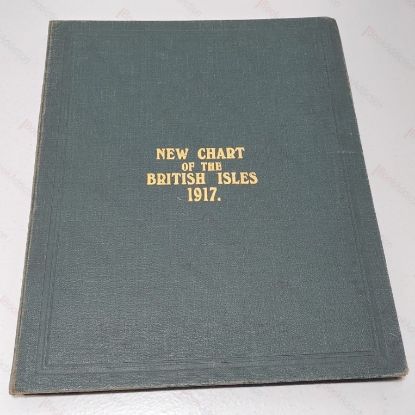 NEW CHART
OF THE
BRITISH ISLES
1917.